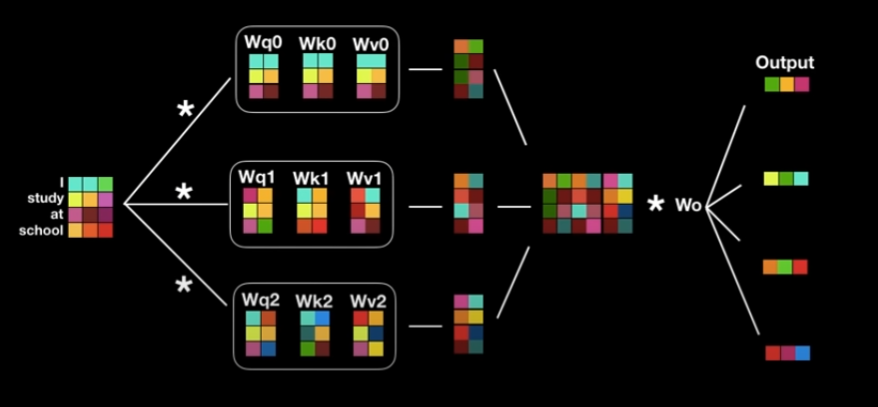 Wq0 Wk0 Wv0
Output
*
I
study
at
school
*
Wq1 Wk1 Wv1
* Wo
*
Wq2 Wk2 Wv2